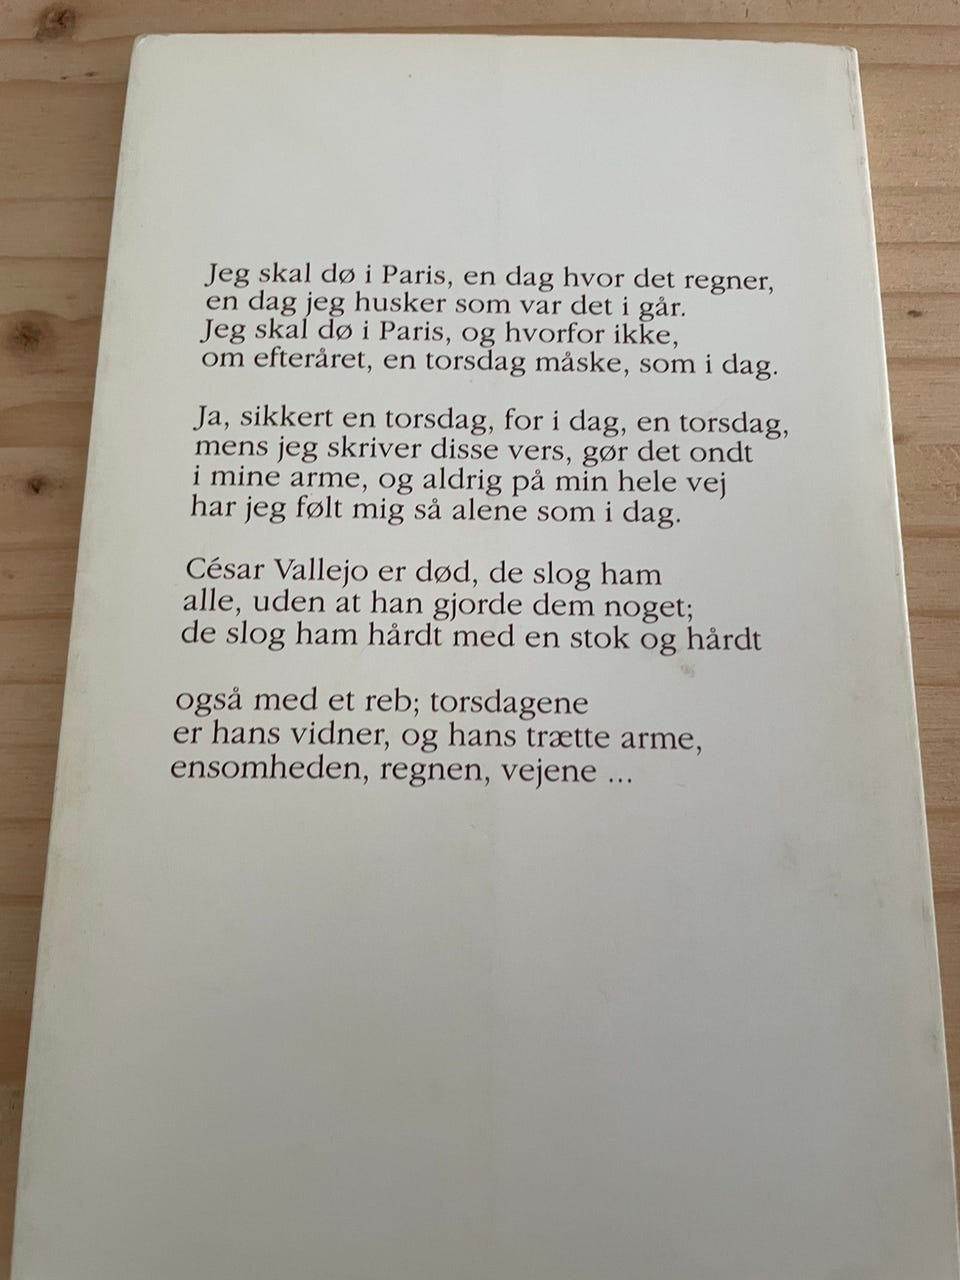 Jeg skal dø i Paris, en dag hvor det regner,
en dag jeg husker som var det i går.
Jeg skal dø i Paris, og hvorfor ikke,
om efteråret, en torsdag måske, som i dag.
Ja, sikkert en torsdag, for i dag, en torsdag,
mens jeg skriver disse vers, gør det ondt
i mine arme, og aldrig på min hele vej
har jeg følt mig så alene som i dag.
César Vallejo er død, de slog ham
alle, uden at han gjorde dem noget;
de slog ham hårdt med en stok og hårdt
også med et reb; torsdagene
er hans vidner, og hans trætte arme,
ensomheden, regnen, vejene ...